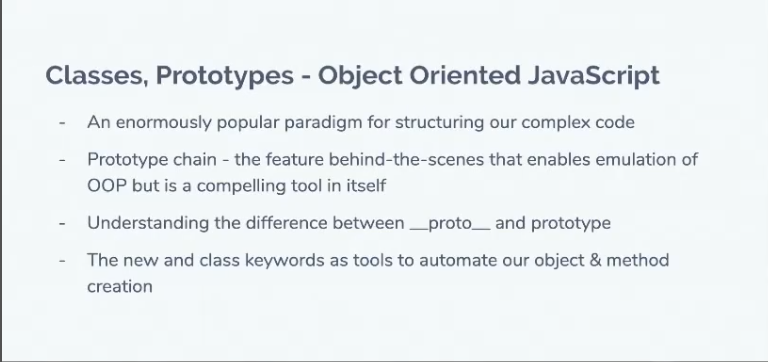 Classes, Prototypes - Object Oriented JavaScript
- An enormously popular paradigm for structuring our complex code
- Prototype chain - the feature behind-the-scenes that enables emulation of
OOP but is a compelling tool in itself
- Understanding the difference between __proto__ and prototype
- The new and class keywords as tools to automate our object & method
creation